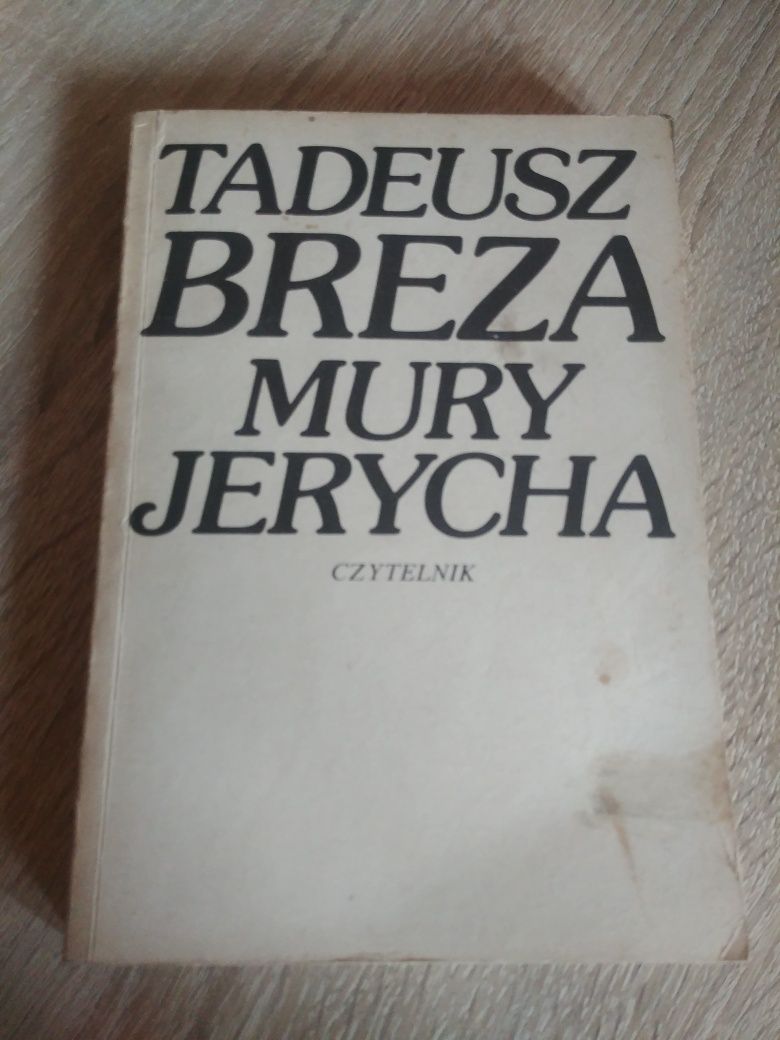 TADEUSZ
BREZA
MURY
JERYCHA
CZYTELNIK